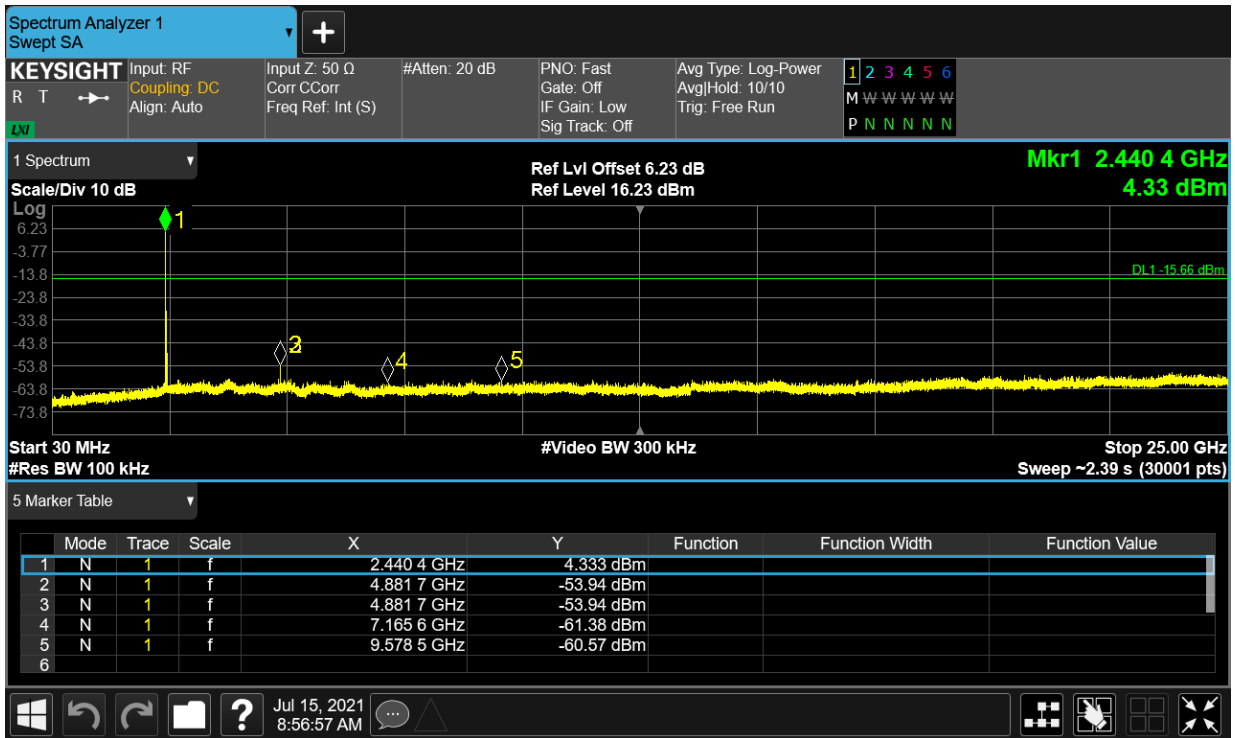 Spectrum Analyzer 1
Swept SA
+
KEYSIGHT
R T
LXI
Input: RF
Coupling: DC
Align: Auto
Input Z: 50 Ω
Corr CCorr
Freq Ref: Int (S)
#Atten: 20 dB
PNO: Fast
Gate: Off
IF Gain: Low
Sig Track: Off
Avg Type: Log-Power
Avg|Hold: 10/10
Trig: Free Run
1 2 3 4 5 6
M W W W W W
P N N N N N
1 Spectrum
Scale/Div 10 dB
Ref Lvl Offset 6.23 dB
Ref Level 16.23 dBm
Mkr1 2.440 4 GHz
4.33 dBm
Log
6.23
-3.77
-13.8
-23.8
-33.8
-43.8
-53.8
-63.8
-73.8
1
4
5
DL1 -15.66 dBm
Start 30 MHz
#Video BW 300 kHz
Stop 25.00 GHz
#Res BW 100 kHz
Sweep ~2.39 s (30001 pts)
5 Marker Table
Mode Trace Scale X Y Function Function Width Function Value
1 N 1 f 2.440 4 GHz 4.333 dBm
2 N 1 f 4.881 7 GHz -53.94 dBm
3 N 1 f 4.881 7 GHz -53.94 dBm
4 N 1 f 7.165 6 GHz -61.38 dBm
5 N 1 f 9.578 5 GHz -60.57 dBm
6
?
Jul 15, 2021
8:56:57 AM